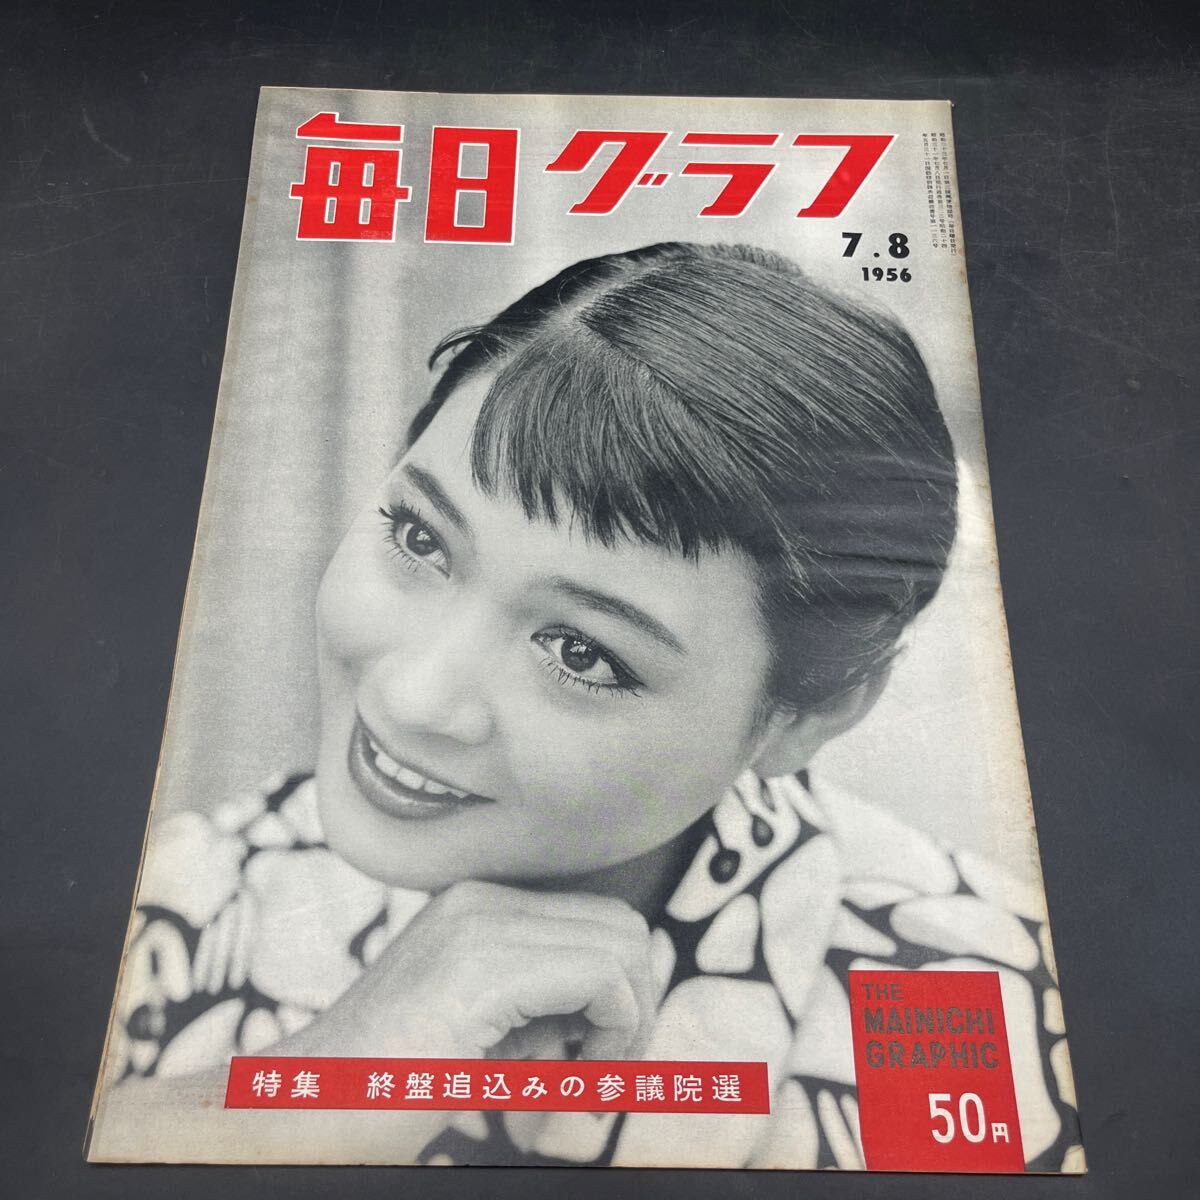 毎日グラフ
7.8
1956
THE
MAINICHI
GRAPHIC
50円
特集 終盤追込みの参議院選